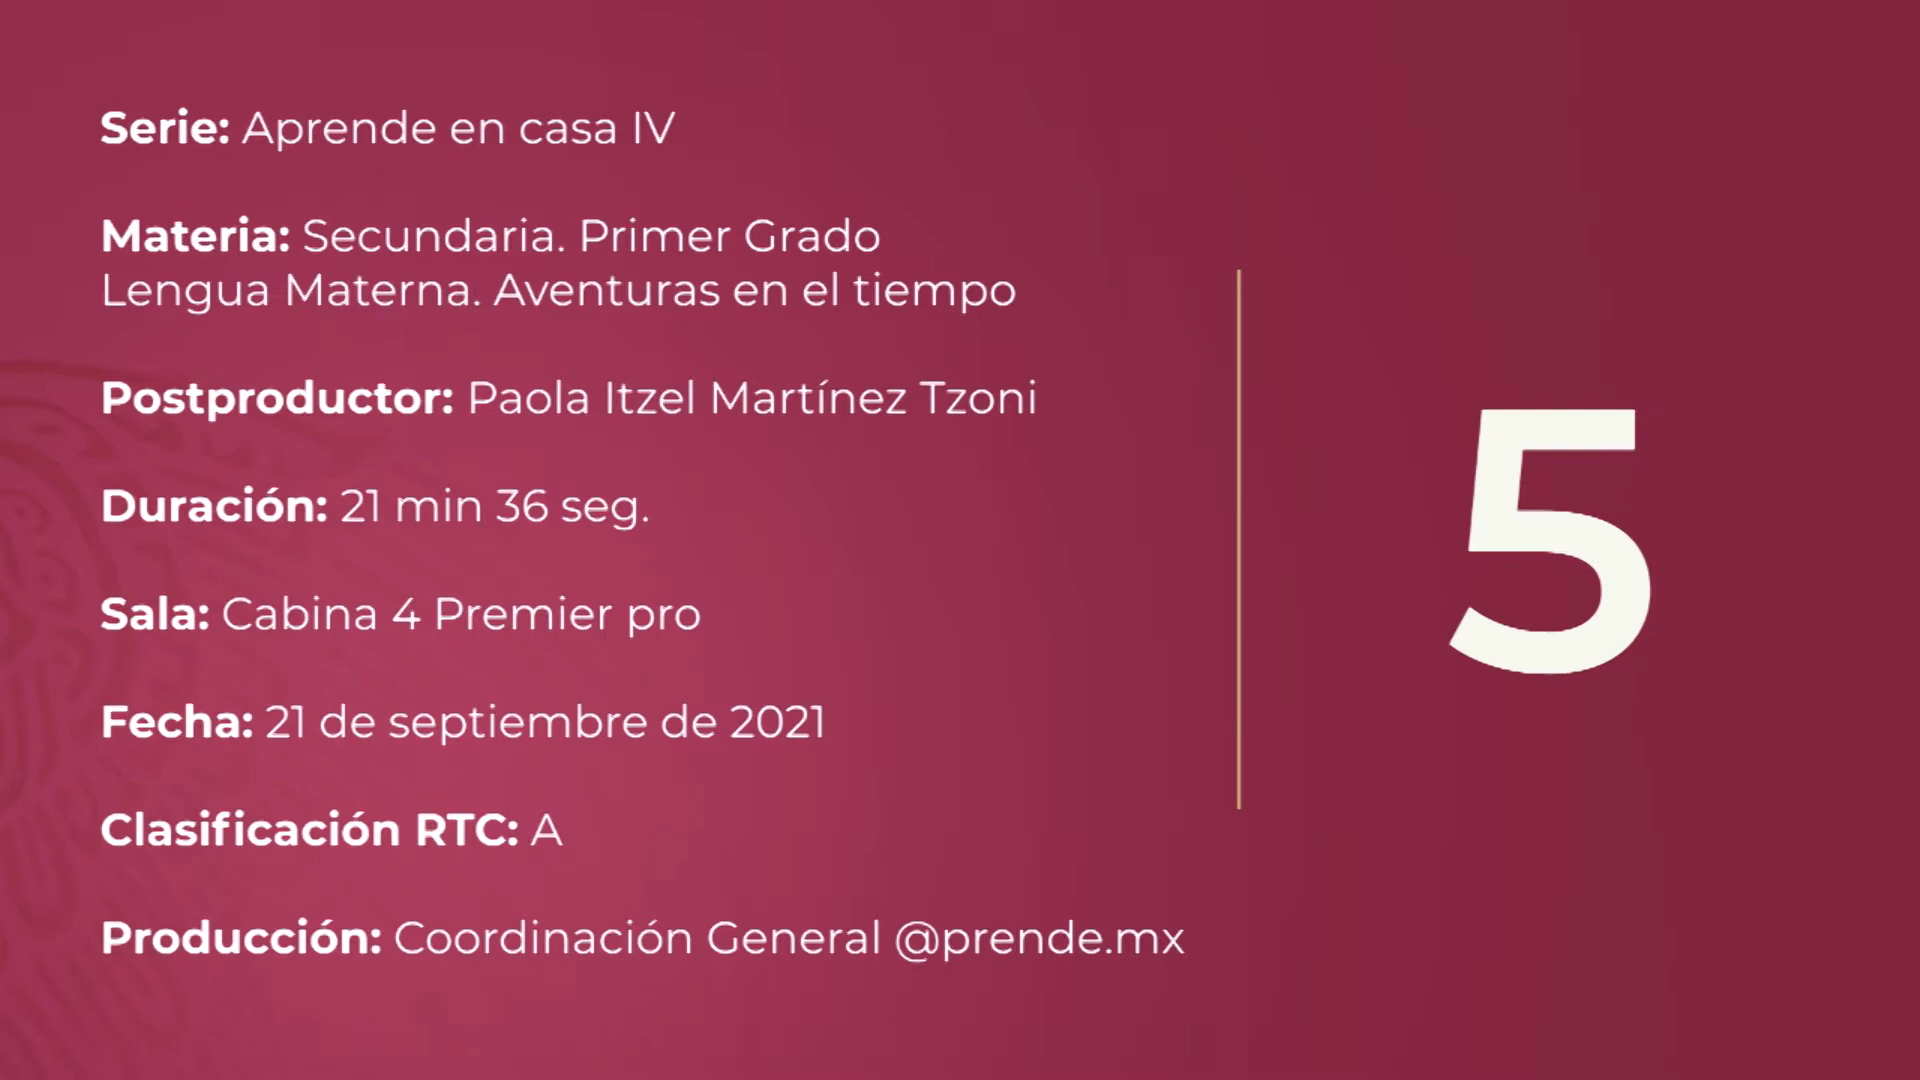 Serie: Aprende en casa IV
Materia: Secundaria. Primer Grado
Lengua Materna. Aventuras en el tiempo
Postproductor: Paola Itzel Martínez Tzoni
Duración: 21 min 36 seg.
Sala: Cabina 4 Premier pro
Fecha: 21 de septiembre de 2021
Clasificación RTC: A
Producción: Coordinación General @prende.mx
5